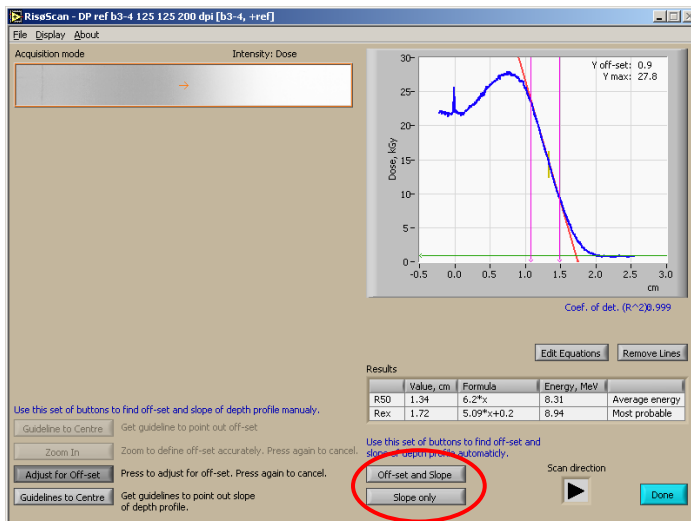 RisøScan - DP ref b3-4 125 125 200 dpi [b3-4, +ref]
File Display About
Acquisition mode
Intensity: Dose
Y off-set: 0.9
Y max: 27.8
30
25
20
15
10
5
0
Dose, kGy
-0.5 0.0 0.5 1.0 1.5 2.0 2.5 3.0
cm
Coef. of det. (R^2)0.999
Edit Equations
Remove Lines
Results
Value, cm Formula Energy, MeV
R50 1.34 6.2*x 8.31 Average energy
Rex 1.72 5.09*x+0.2 8.94 Most probable
Use this set of buttons to find off-set and slope of depth profile manualy.
Guideline to Centre Get guideline to point out off-set
Zoom In Zoom to define off-set accurately. Press again to cancel.
Adjust for Off-set Press to adjust for off-set. Press again to cancel.
Guidelines to Centre Get guidelines to point out slope
of depth profile.
Use this set of buttons to find off-set and
slope of depth profile automaticly.
Off-set and Slope
Slope only
Scan direction
Done